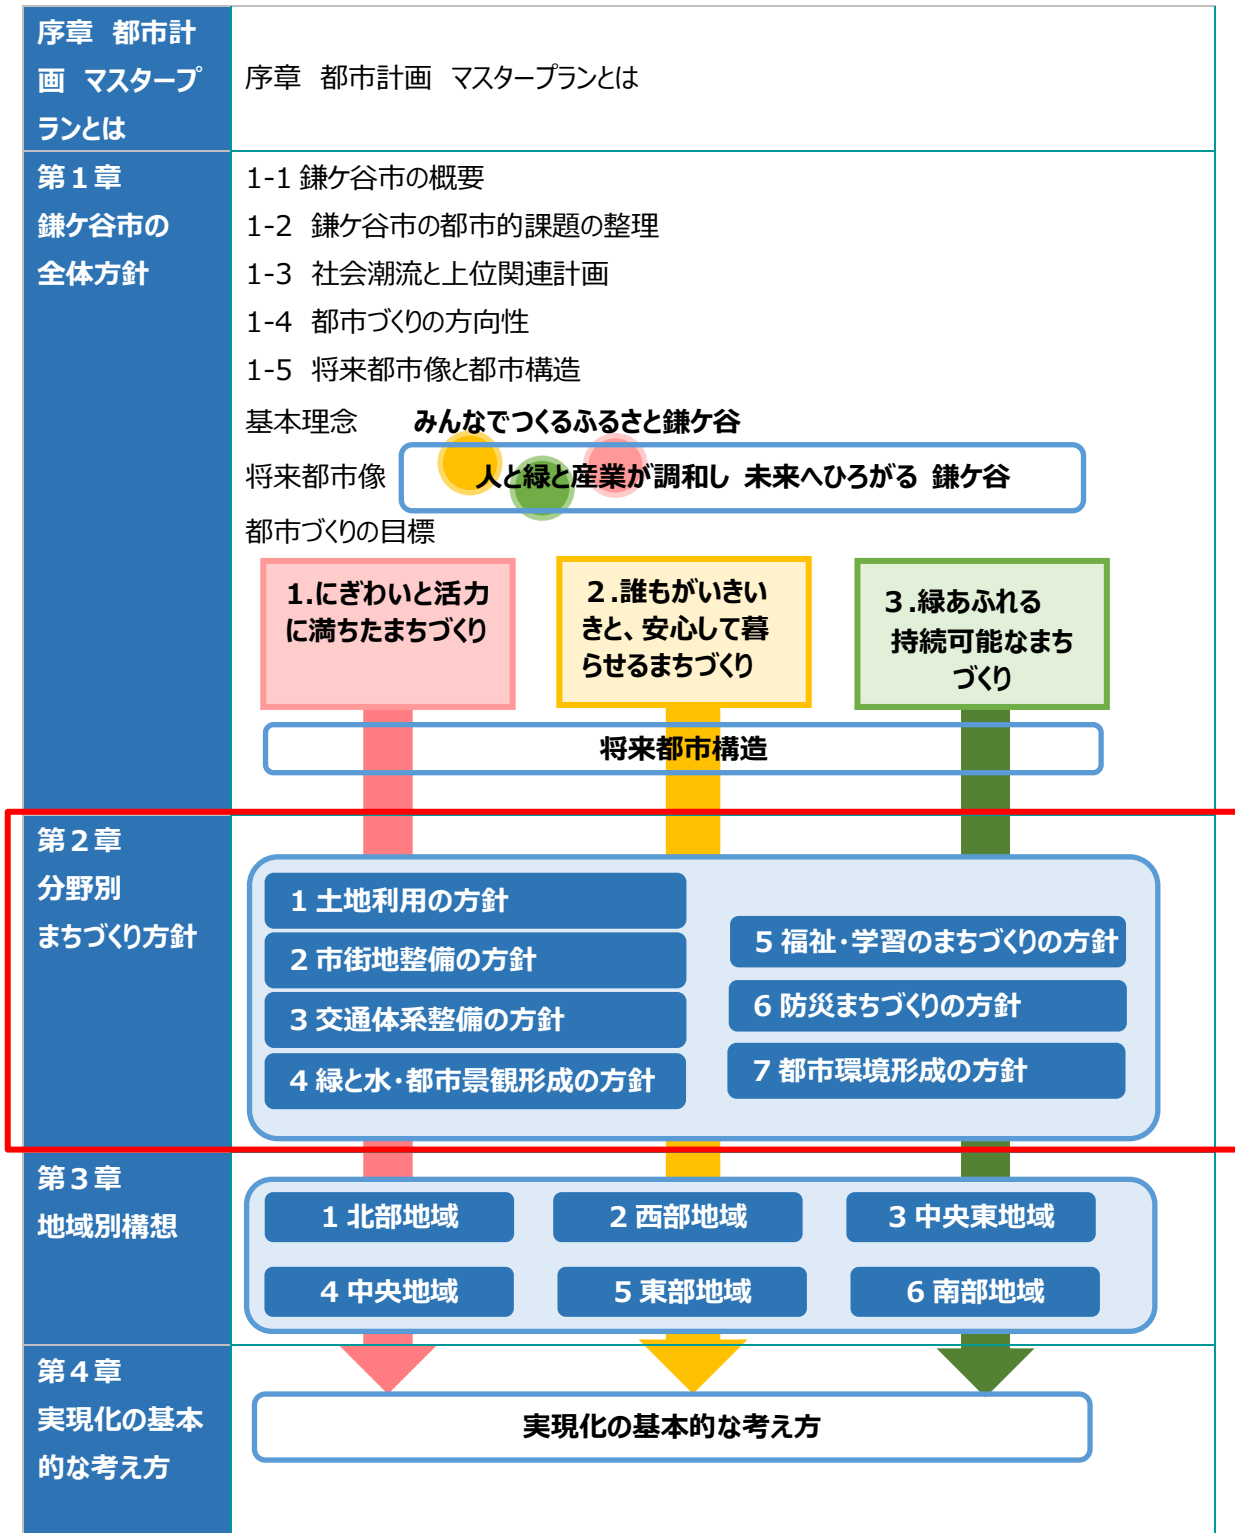 序章　都市計
画　マスタープ
ランとは
序章　都市計画　マスタープランとは
第１章
鎌ケ谷市の
全体方針
1-1 鎌ケ谷市の概要
1-2　鎌ケ谷市の都市的課題の整理
1-3　社会潮流と上位関連計画
1-4　都市づくりの方向性
1-5　将来都市像と都市構造
基本理念　　みんなでつくるふるさと鎌ケ谷
将来都市像
人と緑と産業が調和し 未来へひろがる 鎌ケ谷
都市づくりの目標
1.にぎわいと活力
に満ちたまちづくり
２.誰もがいきい
きと、安心して暮
らせるまちづくり
３.緑あふれる
持続可能なまち
づくり
将来都市構造
第２章
分野別
まちづくり方針
1 土地利用の方針
2 市街地整備の方針
3 交通体系整備の方針
4 緑と水・都市景観形成の方針
5 福祉・学習のまちづくりの方針
6 防災まちづくりの方針
7 都市環境形成の方針
第３章
地域別構想
1 北部地域
2 西部地域
3 中央東地域
4 中央地域
5 東部地域
6 南部地域
第４章
実現化の基本
的な考え方
実現化の基本的な考え方